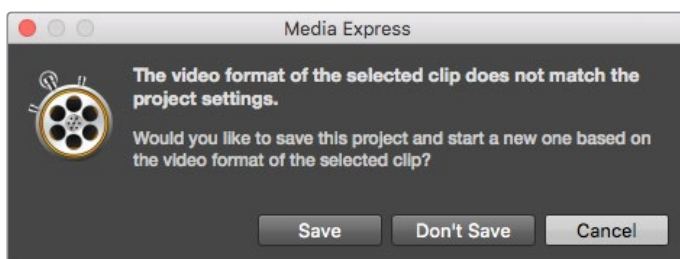 Media Express
The video format of the selected clip does not match the
project settings.
Would you like to save this project and start a new one based on
the video format of the selected clip?
Save
Don't Save
Cancel